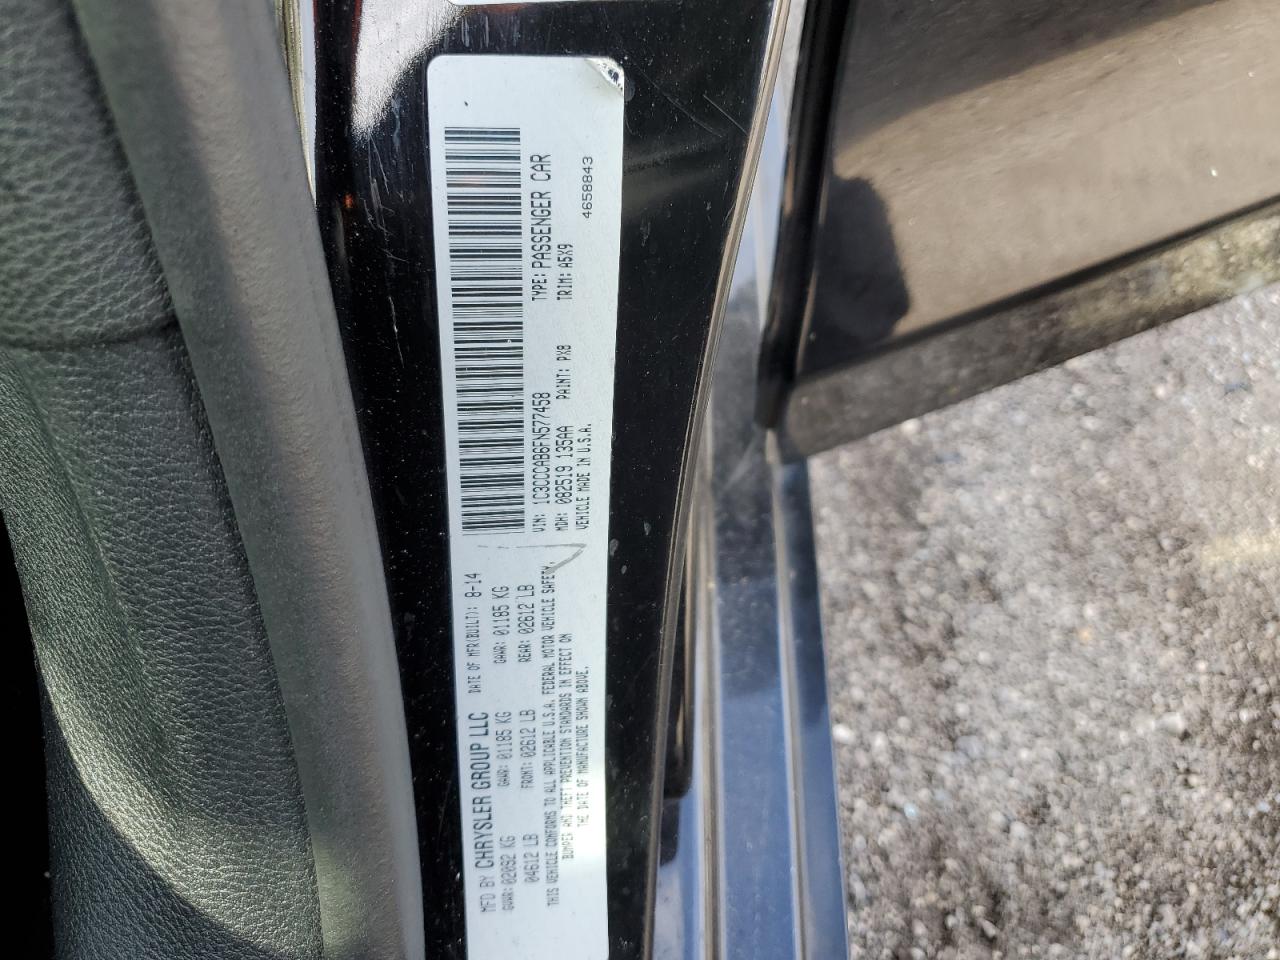 MFD BY CHRYSLER GROUP LLC DATE OF MFR(BUILT): 8-14
GVWR: 02092 KG GAWR: 01185 KG GAWR: 01185 KG
04612 LB FRONT: 02612 LB REAR: 02612 LB
THIS VEHICLE CONFORMS TO ALL APPLICABLE U.S.A. FEDERAL MOTOR VEHICLE SAFETY,
BUMPER AND THEFT PREVENTION STANDARDS IN EFFECT ON
THE DATE OF MANUFACTURE SHOWN ABOVE.
VIN: 1C3CCCAB6FN577458 TYPE: PASSENGER CAR
MDH: 082519 135AA PAINT: PX8 TRIM: A5X9
VEHICLE MADE IN U.S.A. 4658843